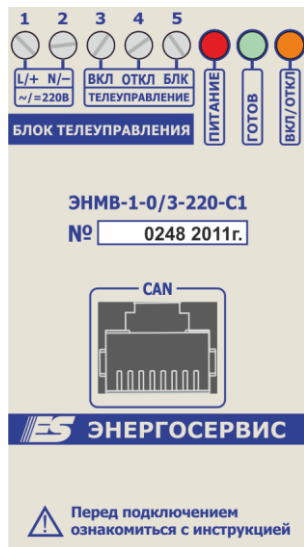 1 2 3 4 5
L/+ N/− ВКЛ ОТКЛ БЛК
~/=220В ТЕЛЕУПРАВЛЕНИЕ
ПИТАНИЕ
ГОТОВ
ВКЛ/ОТКЛ
БЛОК ТЕЛЕУПРАВЛЕНИЯ
ЭНМВ-1-0/3-220-С1
№ 0248 2011г.
CAN
ES ЭНЕРГОСЕРВИС
Перед подключением
ознакомиться с инструкцией